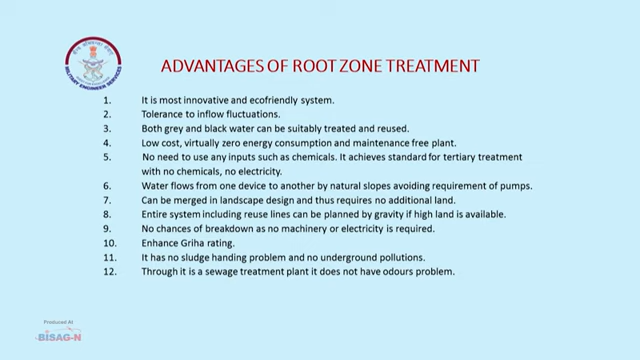 MILITARY ENGINEER SERVICES
ADVANTAGES OF ROOT ZONE TREATMENT
1. It is most innovative and ecofriendly system.
2. Tolerance to inflow fluctuations.
3. Both grey and black water can be suitably treated and reused.
4. Low cost, virtually zero energy consumption and maintenance free plant.
5. No need to use any inputs such as chemicals. It achieves standard for tertiary treatment
with no chemicals, no electricity.
6. Water flows from one device to another by natural slopes avoiding requirement of pumps.
7. Can be merged in landscape design and thus requires no additional land.
8. Entire system including reuse lines can be planned by gravity if high land is available.
9. No chances of breakdown as no machinery or electricity is required.
10. Enhance Griha rating.
11. It has no sludge handing problem and no underground pollutions.
12. Through it is a sewage treatment plant it does not have odours problem.
Produced At
BISAG-N